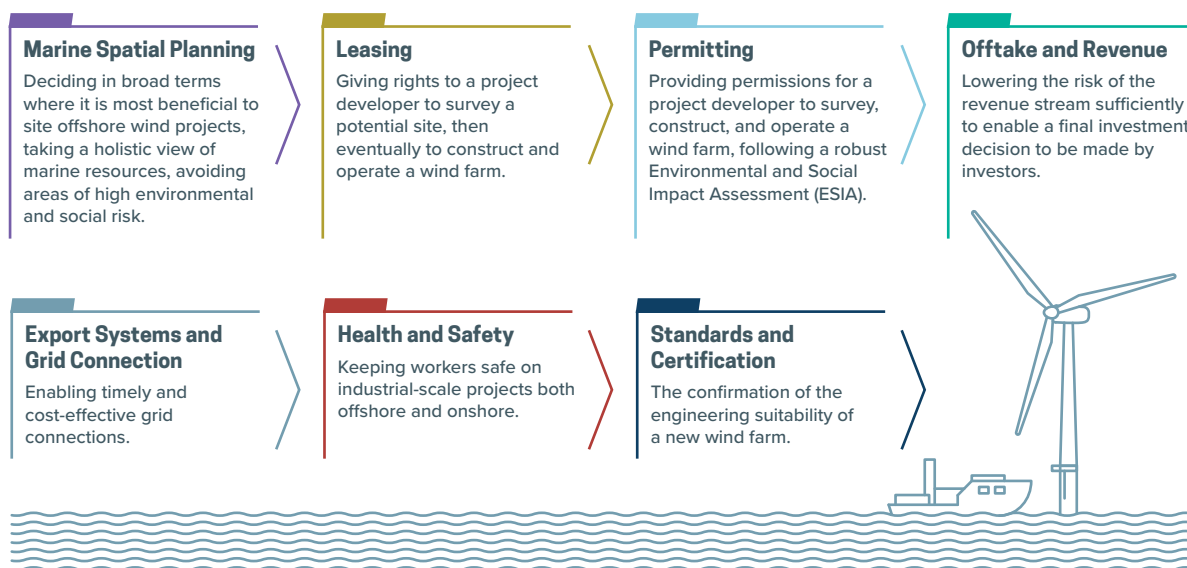 Marine Spatial Planning
Deciding in broad terms
where it is most beneficial to
site offshore wind projects,
taking a holistic view of
marine resources, avoiding
areas of high environmental
and social risk.
Leasing
Giving rights to a project
developer to survey a
potential site, then
eventually to construct and
operate a wind farm.
Permitting
Providing permissions for a
project developer to survey,
construct, and operate a
wind farm, following a robust
Environmental and Social
Impact Assessment (ESIA).
Offtake and Revenue
Lowering the risk of the
revenue stream sufficiently
to enable a final investment
decision to be made by
investors.
Export Systems and
Grid Connection
Enabling timely and
cost-effective grid
connections.
Health and Safety
Keeping workers safe on
industrial-scale projects both
offshore and onshore.
Standards and
Certification
The confirmation of the
engineering suitability of
a new wind farm.